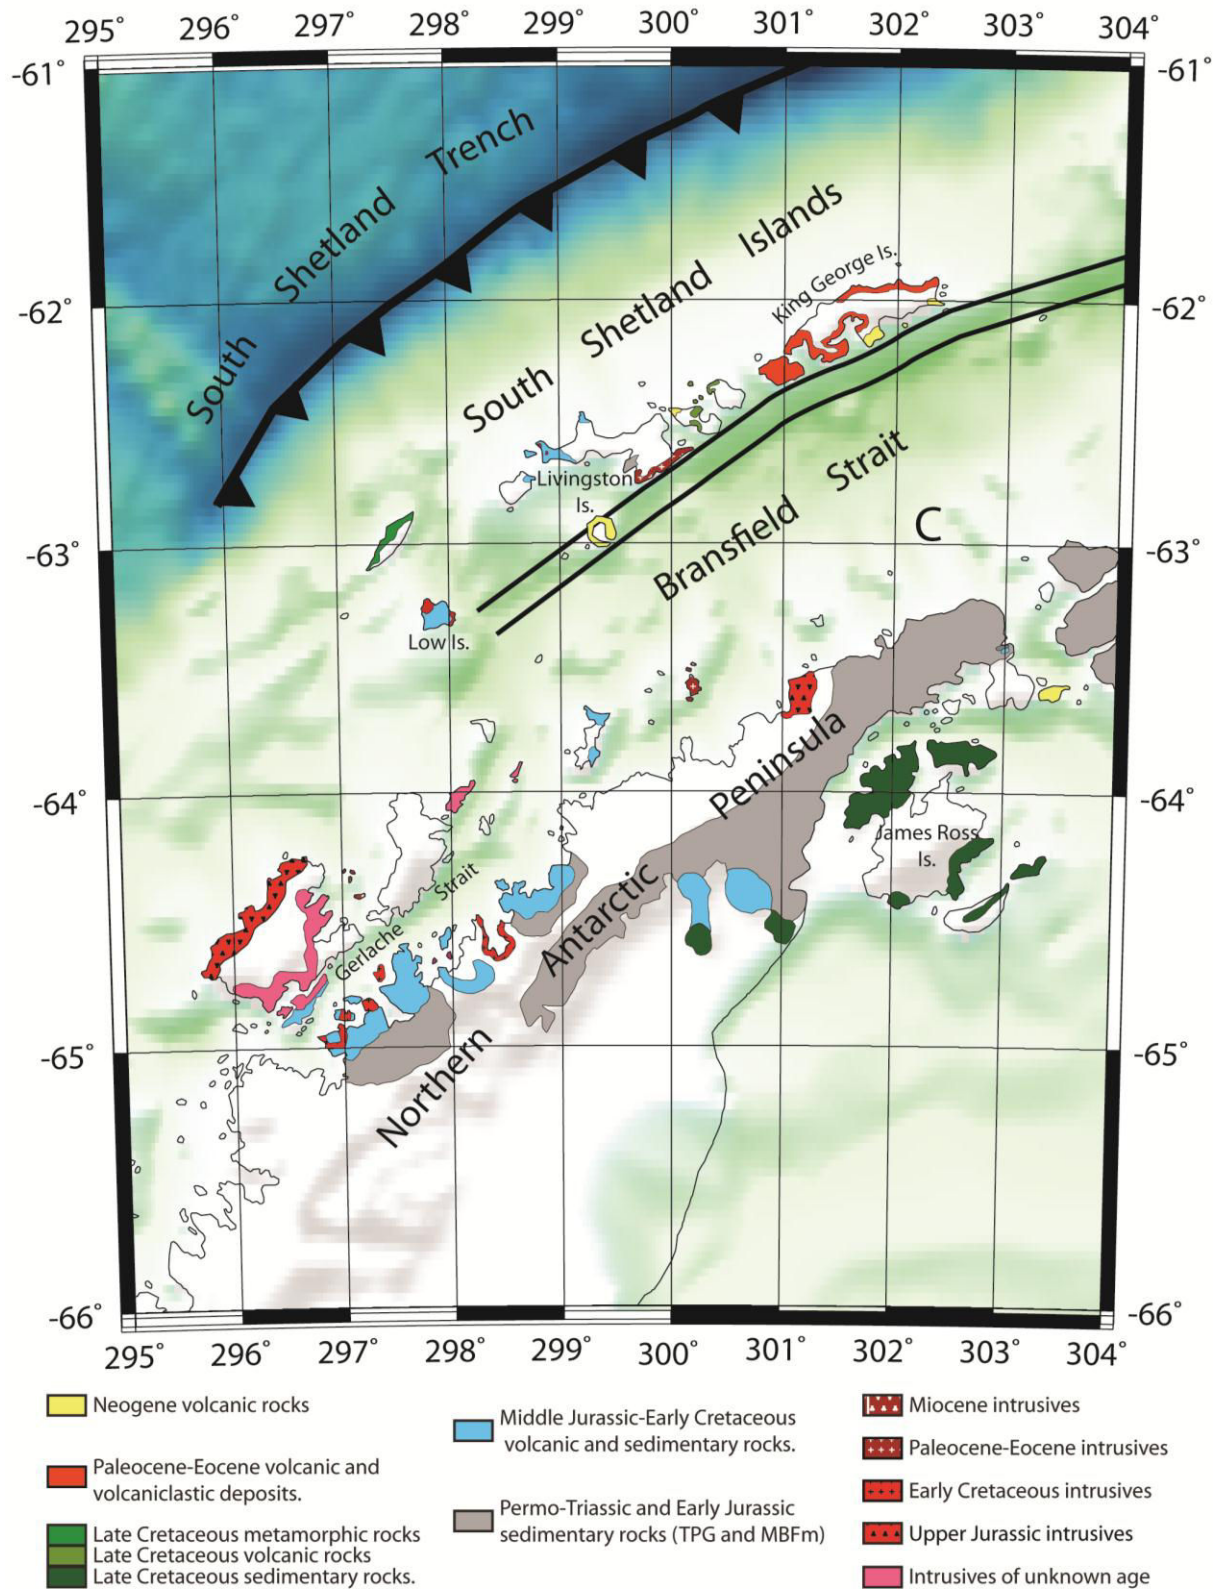 295° 296° 297° 298° 299° 300° 301° 302° 303° 304°
-61° -61°
South Shetland Trench
South Shetland Islands
King George Is.
-62° -62°
Livingston
Is.
Bransfield Strait
C
-63° -63°
Low Is.
-64° -64°
James Ross
Is.
Gerlache Strait
Northern Antarctic Peninsula
-65° -65°
-66° -66°
295° 296° 297° 298° 299° 300° 301° 302° 303° 304°
Neogene volcanic rocks
Paleocene-Eocene volcanic and
volcaniclastic deposits.
Late Cretaceous metamorphic rocks
Late Cretaceous volcanic rocks
Late Cretaceous sedimentary rocks.
Middle Jurassic-Early Cretaceous
volcanic and sedimentary rocks.
Permo-Triassic and Early Jurassic
sedimentary rocks (TPG and MBFm)
Miocene intrusives
Paleocene-Eocene intrusives
Early Cretaceous intrusives
Upper Jurassic intrusives
Intrusives of unknown age